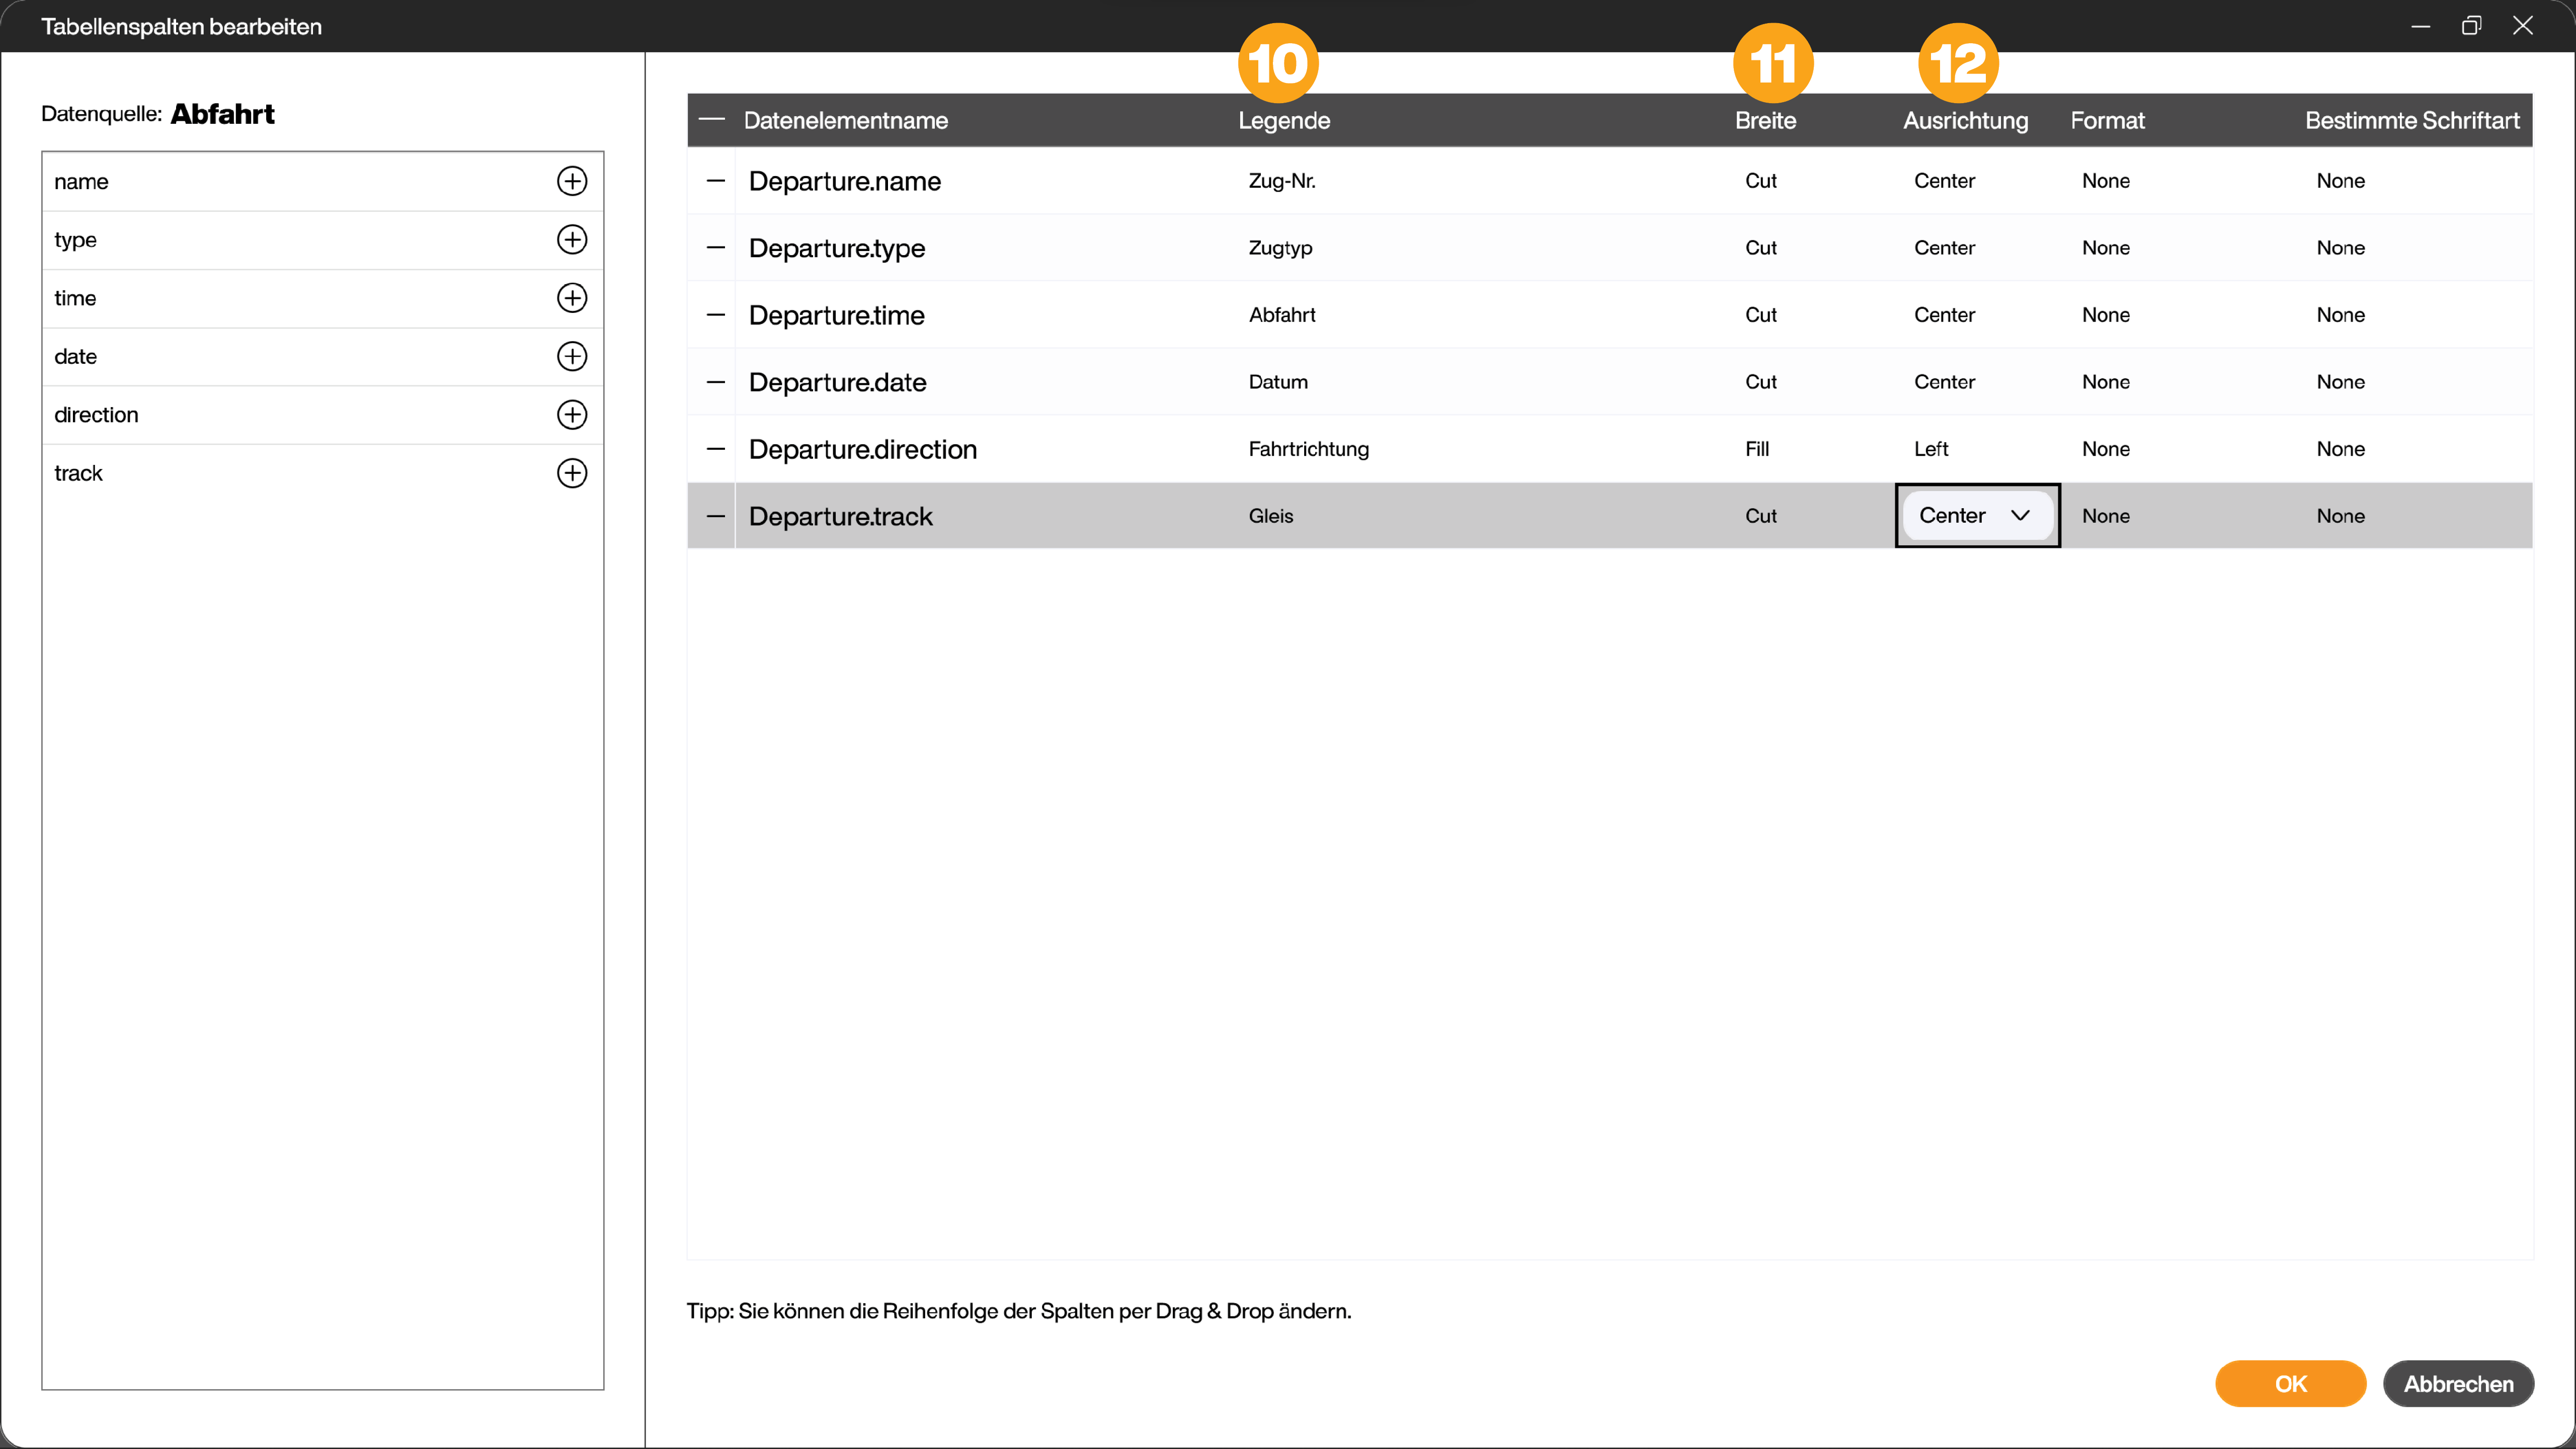 Tabellenspalten bearbeiten
10 11 12
Datenquelle: Abfahrt
name
type
time
date
direction
track
Datenelementname Legende Breite Ausrichtung Format Bestimmte Schriftart
Departure.name Zug-Nr. Cut Center None None
Departure.type Zugtyp Cut Center None None
Departure.time Abfahrt Cut Center None None
Departure.date Datum Cut Center None None
Departure.direction Fahrtrichtung Fill Left None None
Departure.track Gleis Cut Center None None
Tipp: Sie können die Reihenfolge der Spalten per Drag & Drop ändern.
OK Abbrechen